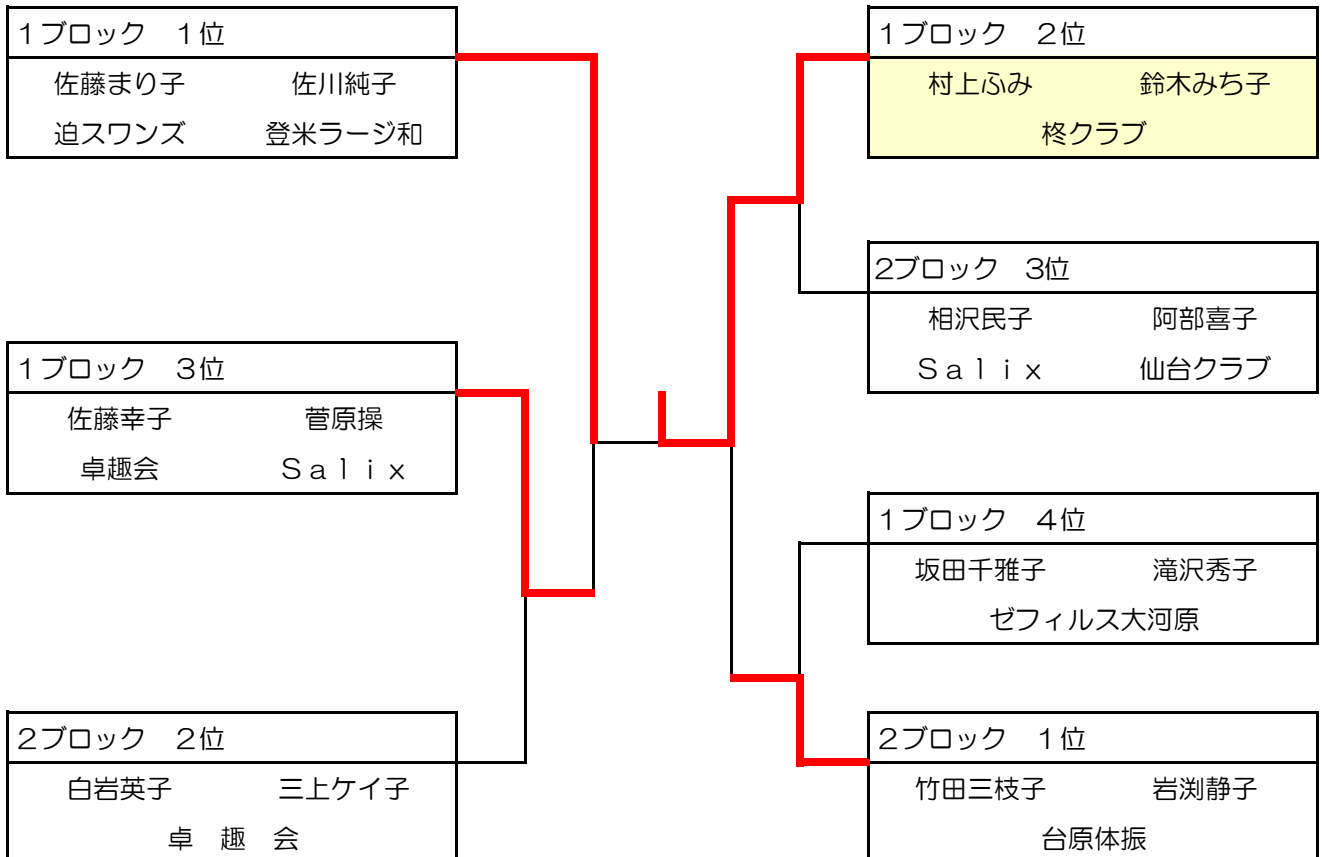 １ブロック　１位
佐藤まり子　佐川純子
迫スワンズ　登米ラージ和
１ブロック　３位
佐藤幸子　菅原操
卓趣会　Ｓａｌｉｘ
２ブロック　２位
白岩英子　三上ケイ子
卓　趣　会
１ブロック　２位
村上ふみ　鈴木みち子
柊クラブ
２ブロック　３位
相沢民子　阿部喜子
Ｓａｌｉｘ　仙台クラブ
１ブロック　４位
坂田千雅子　滝沢秀子
ゼフィルス大河原
２ブロック　１位
竹田三枝子　岩渕静子
台原体振